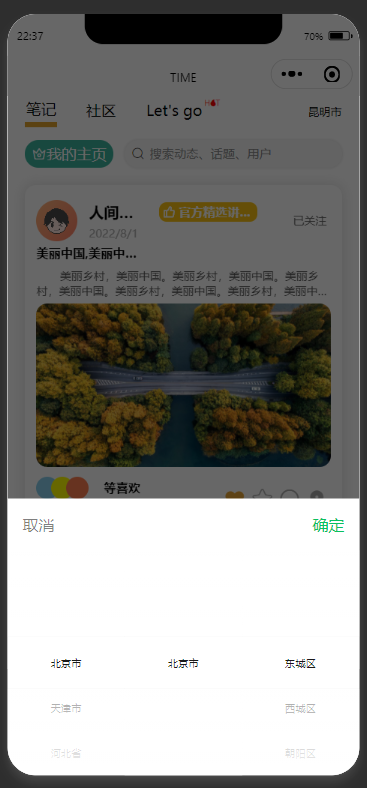 22:37
70%
TIME
笔记 社区 Let's go HOT 昆明市
我的主页 搜索动态、话题、用户
人间... 官方精选讲... 已关注
2022/8/1
美丽中国,美丽中...
美丽乡村，美丽中国。美丽乡村，美丽中国。美丽乡
村，美丽中国。美丽乡村，美丽中国。美丽乡村，美丽中...
等喜欢
取消 确定
北京市 北京市 东城区
天津市 西城区
河北省 朝阳区